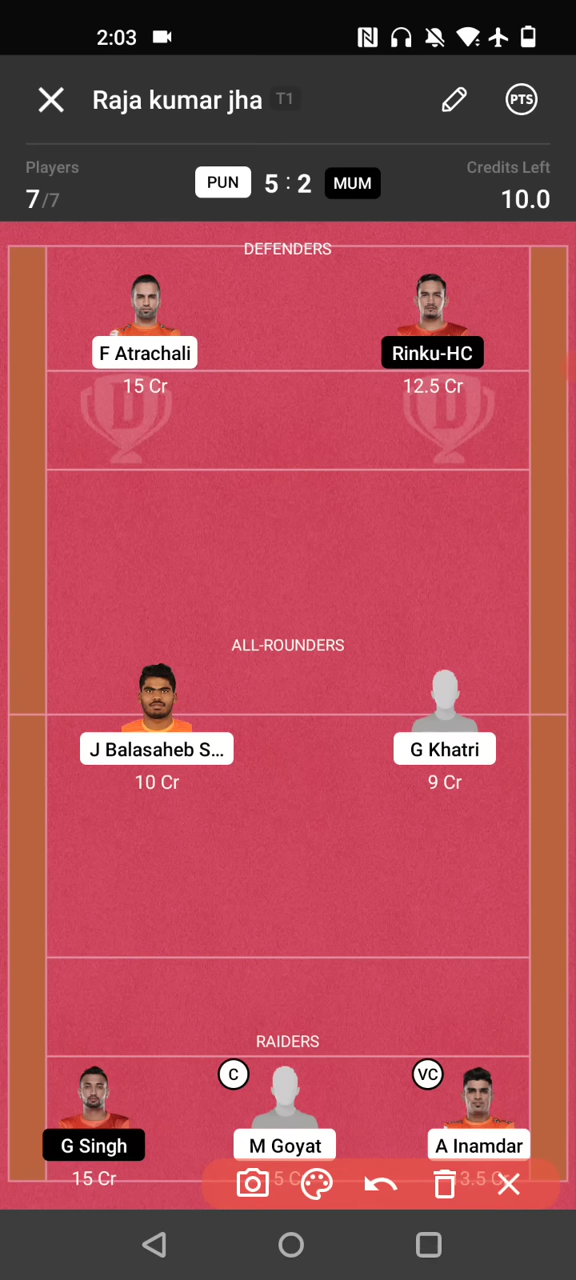 2:03
Raja kumar jha T1
PTS
Players
Credits Left
7/7
PUN 5 : 2 MUM
10.0
DEFENDERS
F Atrachali
Rinku-HC
15 Cr
12.5 Cr
ALL-ROUNDERS
J Balasaheb S...
G Khatri
10 Cr
9 Cr
RAIDERS
C
VC
G Singh
M Goyat
A Inamdar
15 Cr